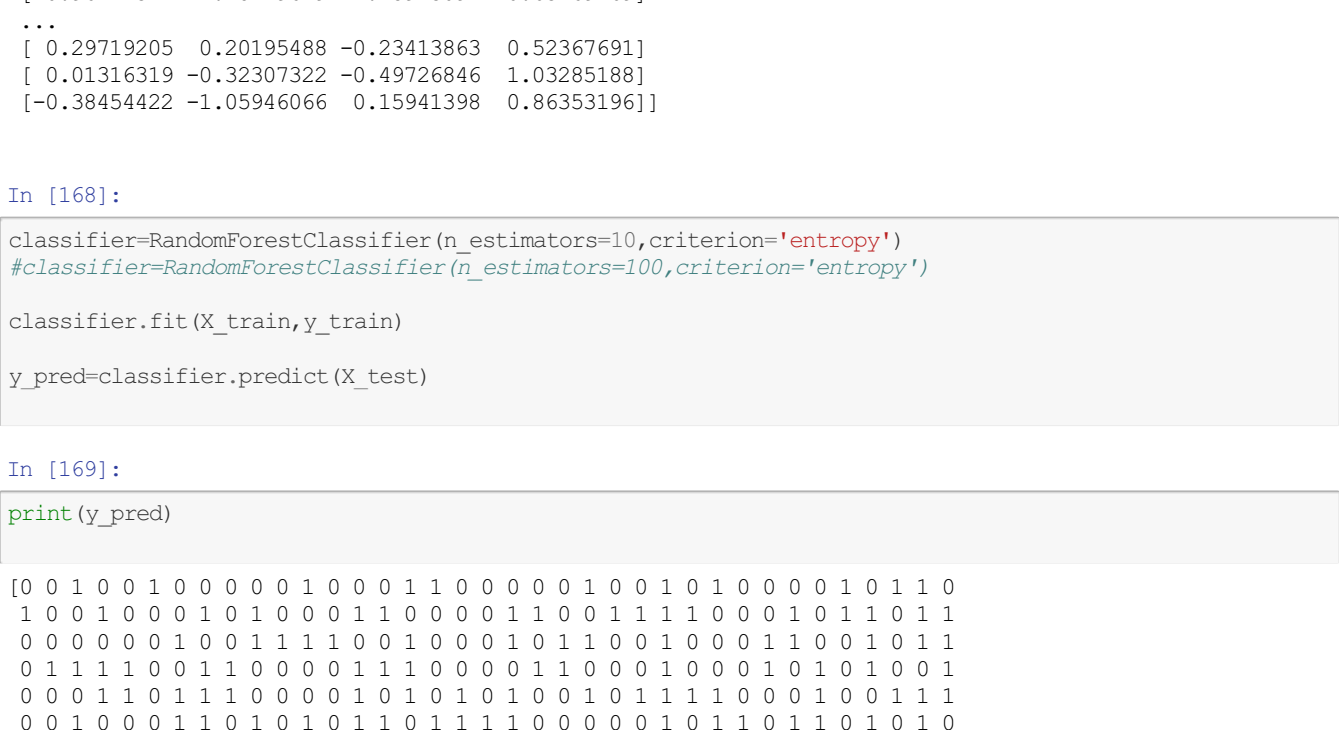 ...
[ 0.29719205 0.20195488 -0.23413863 0.52367691]
[ 0.01316319 -0.32307322 -0.49726846 1.03285188]
[-0.38454422 -1.05946066 0.15941398 0.86353196]]
In [168]:
classifier=RandomForestClassifier(n_estimators=10,criterion='entropy')
#classifier=RandomForestClassifier(n_estimators=100,criterion='entropy')
classifier.fit(X_train,y_train)
y_pred=classifier.predict(X_test)
In [169]:
print(y_pred)
[0 0 1 0 0 1 0 0 0 0 0 1 0 0 0 1 1 0 0 0 0 0 1 0 0 1 0 1 0 0 0 0 1 0 1 1 0
1 0 0 1 0 0 0 1 0 1 0 0 0 1 1 0 0 0 0 1 1 0 0 1 1 1 1 0 0 0 1 0 1 1 0 1 1
0 0 0 0 0 0 1 0 0 1 1 1 1 0 0 1 0 0 0 1 0 1 1 0 0 1 0 0 0 1 1 0 0 1 0 1 1
0 1 1 1 1 0 0 1 1 0 0 0 0 1 1 1 0 0 0 0 1 1 0 0 0 1 0 0 0 1 0 1 0 1 0 0 1
0 0 0 1 1 0 1 1 1 0 0 0 0 1 0 1 0 1 0 1 0 0 1 0 1 1 1 1 0 0 0 1 0 0 1 1 1
0 0 1 0 0 0 1 1 0 1 0 1 0 1 1 0 1 1 1 1 0 0 0 0 0 1 0 1 1 0 1 1 0 1 0 1 0